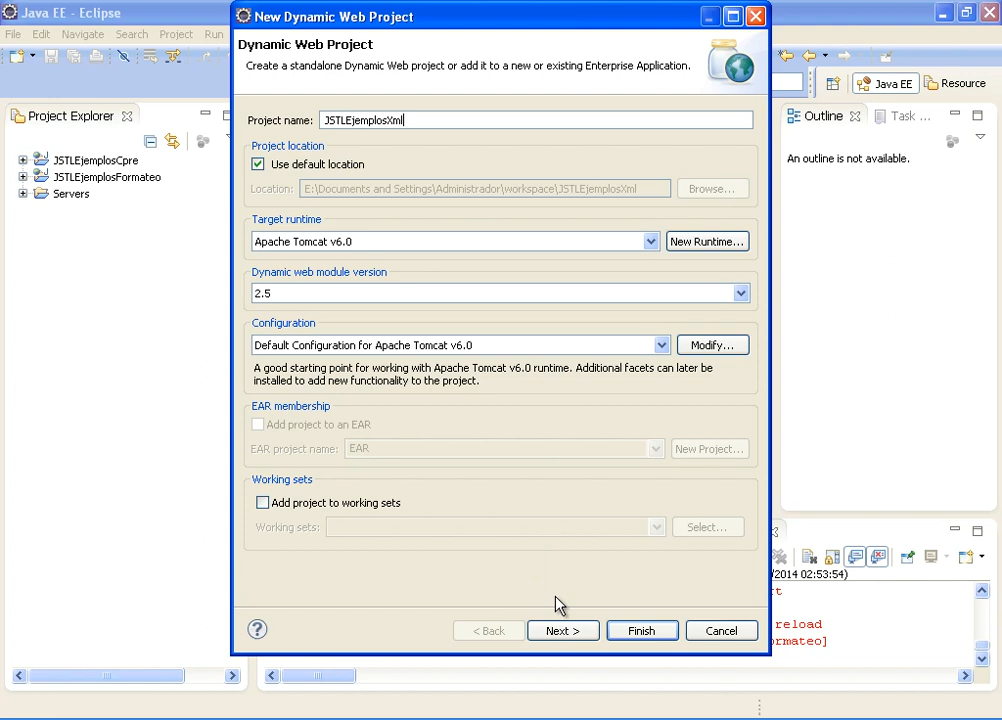 Java EE - Eclipse
File Edit Navigate Search Project Run
Java EE
Resource
Project Explorer
JSTLEjemplosCpre
JSTLEjemplosFormateo
Servers
New Dynamic Web Project
Dynamic Web Project
Create a standalone Dynamic Web project or add it to a new or existing Enterprise Application.
Project name: JSTLEjemplosXml
Project location
Use default location
Location: E:\Documents and Settings\Administrador\workspace\JSTLEjemplosXml Browse...
Target runtime
Apache Tomcat v6.0 New Runtime...
Dynamic web module version
2.5
Configuration
Default Configuration for Apache Tomcat v6.0 Modify...
A good starting point for working with Apache Tomcat v6.0 runtime. Additional facets can later be
installed to add new functionality to the project.
EAR membership
Add project to an EAR
EAR project name: EAR New Project...
Working sets
Add project to working sets
Working sets: Select...
? < Back Next > Finish Cancel
Outline Task ...
An outline is not available.
/2014 02:53:54)
rt
reload
ormateo]